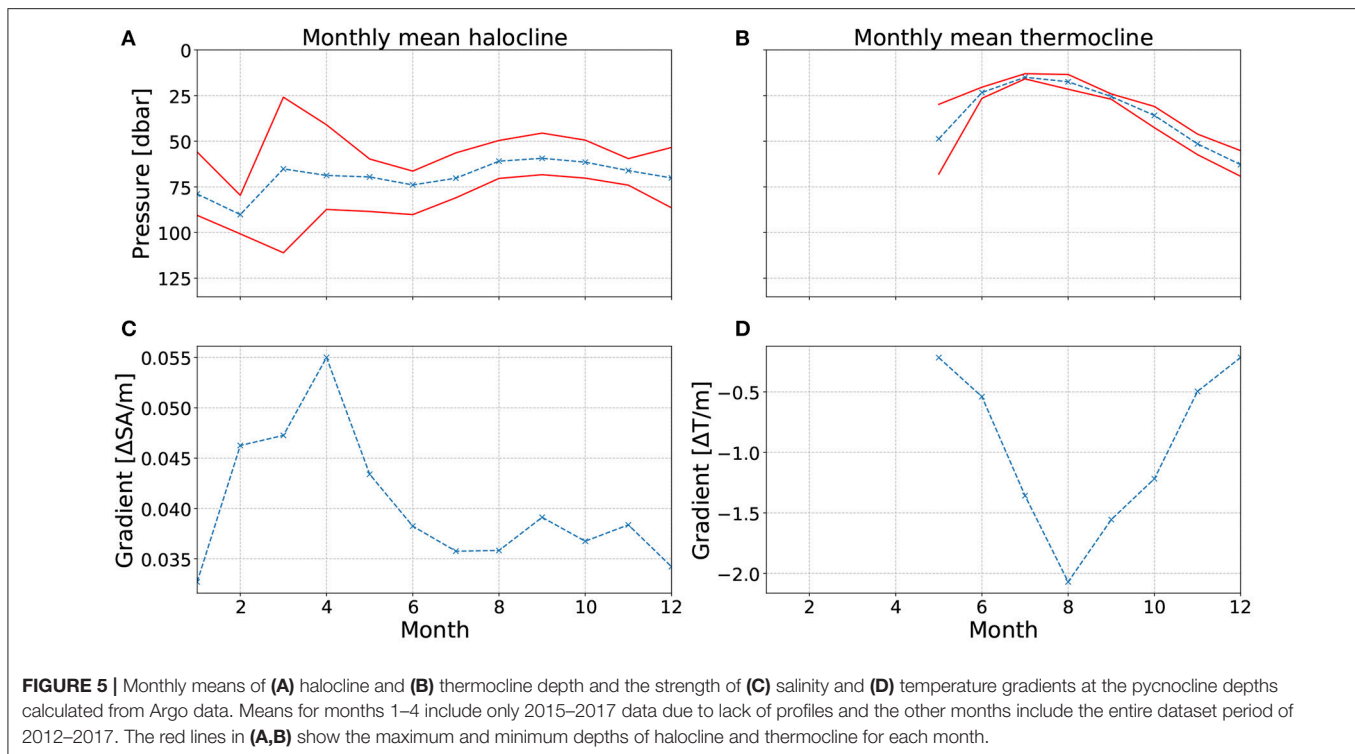 A
Monthly mean halocline
0
25
50
75
100
125
Pressure [dbar]
B
Monthly mean thermocline
C
0.055
0.050
0.045
0.040
0.035
Gradient [ΔSA/m]
2 4 6 8 10 12
Month
D
−0.5
−1.0
−1.5
−2.0
Gradient [ΔT/m]
2 4 6 8 10 12
Month
FIGURE 5 | Monthly means of (A) halocline and (B) thermocline depth and the strength of (C) salinity and (D) temperature gradients at the pycnocline depths
calculated from Argo data. Means for months 1–4 include only 2015–2017 data due to lack of profiles and the other months include the entire dataset period of
2012–2017. The red lines in (A,B) show the maximum and minimum depths of halocline and thermocline for each month.